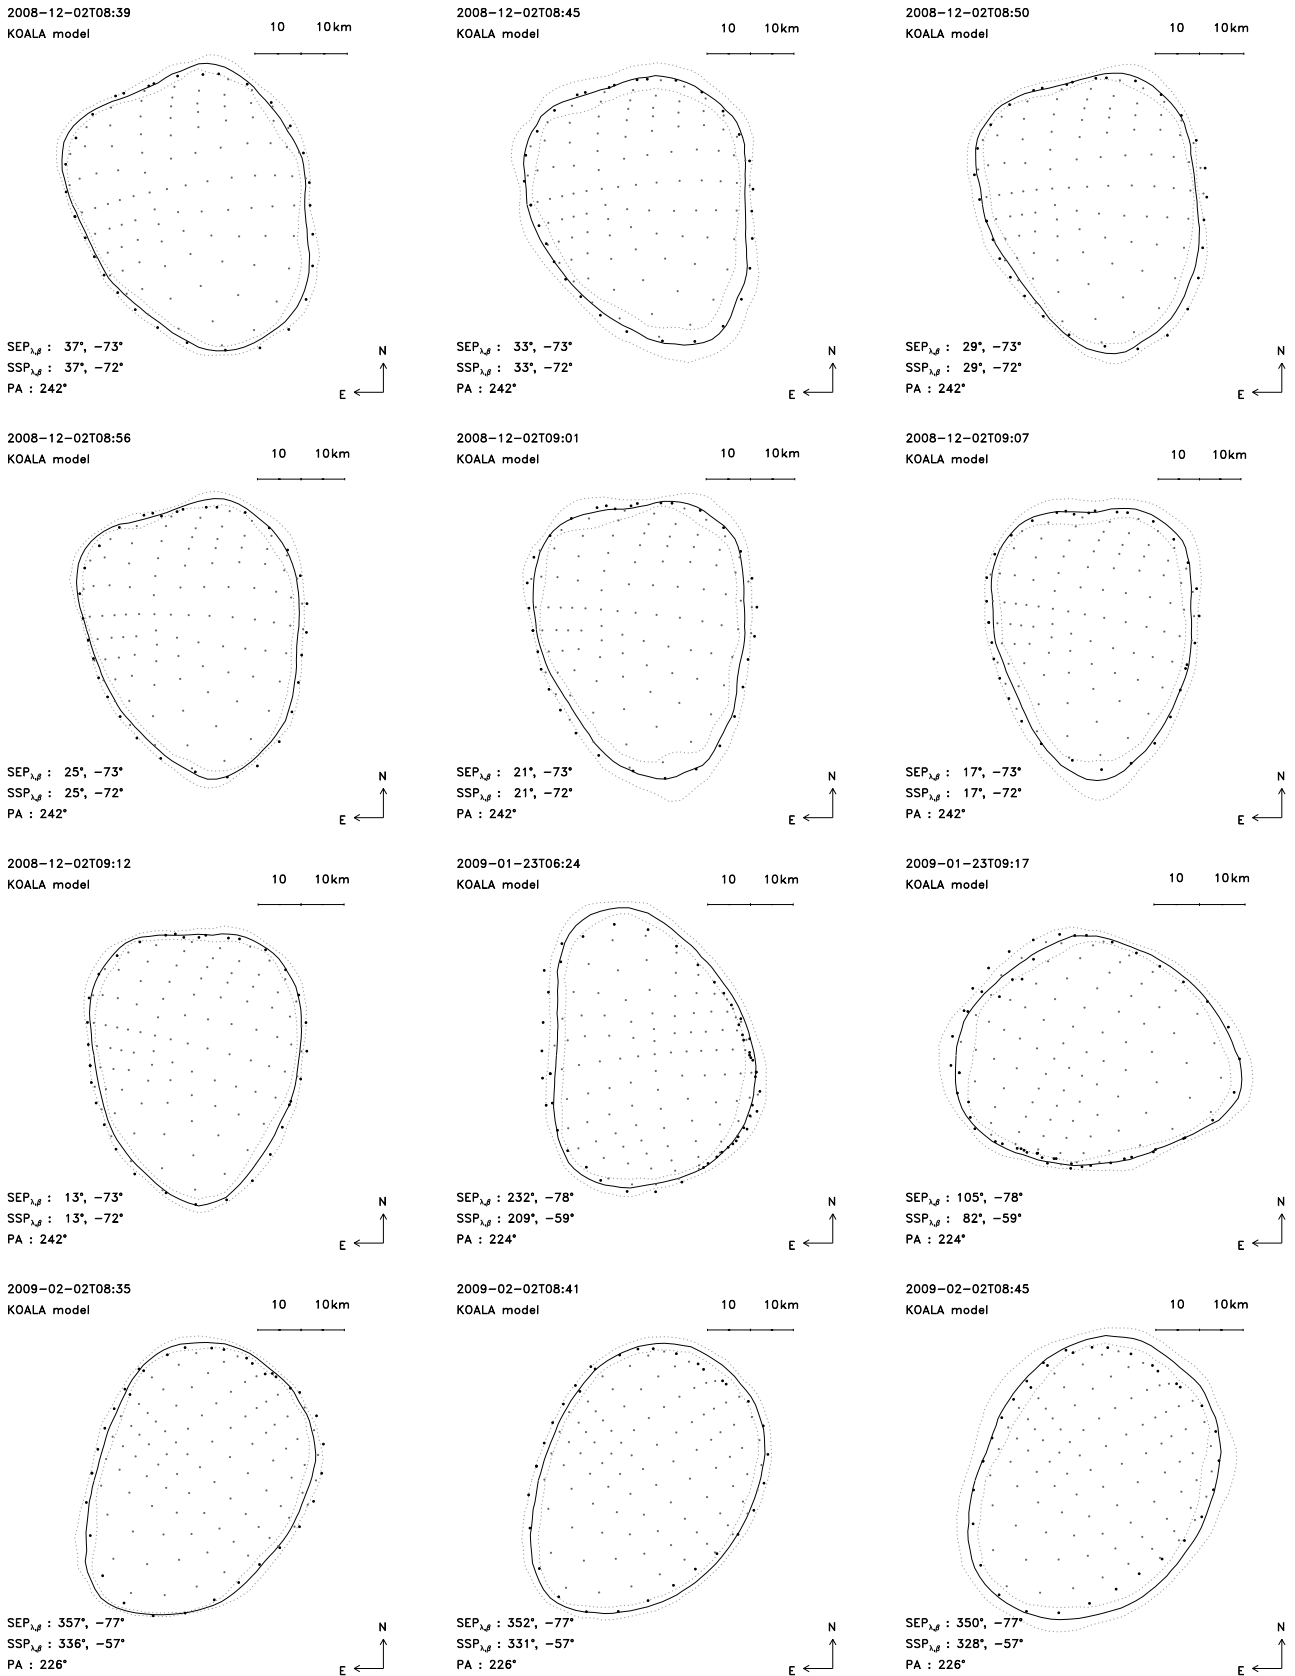 2008-12-02T08:39
KOALA model
10 10km
SEPλ,β : 37°, -73°
SSPλ,β : 37°, -72°
PA : 242°
N
E
2008-12-02T08:45
KOALA model
10 10km
SEPλ,β : 33°, -73°
SSPλ,β : 33°, -72°
PA : 242°
N
E
2008-12-02T08:50
KOALA model
10 10km
SEPλ,β : 29°, -73°
SSPλ,β : 29°, -72°
PA : 242°
N
E
2008-12-02T08:56
KOALA model
10 10km
SEPλ,β : 25°, -73°
SSPλ,β : 25°, -72°
PA : 242°
N
E
2008-12-02T09:01
KOALA model
10 10km
SEPλ,β : 21°, -73°
SSPλ,β : 21°, -72°
PA : 242°
N
E
2008-12-02T09:07
KOALA model
10 10km
SEPλ,β : 17°, -73°
SSPλ,β : 17°, -72°
PA : 242°
N
E
2008-12-02T09:12
KOALA model
10 10km
SEPλ,β : 13°, -73°
SSPλ,β : 13°, -72°
PA : 242°
N
E
2009-01-23T06:24
KOALA model
10 10km
SEPλ,β : 232°, -78°
SSPλ,β : 209°, -59°
PA : 224°
N
E
2009-01-23T09:17
KOALA model
10 10km
SEPλ,β : 105°, -78°
SSPλ,β : 82°, -59°
PA : 224°
N
E
2009-02-02T08:35
KOALA model
10 10km
SEPλ,β : 357°, -77°
SSPλ,β : 336°, -57°
PA : 226°
N
E
2009-02-02T08:41
KOALA model
10 10km
SEPλ,β : 352°, -77°
SSPλ,β : 331°, -57°
PA : 226°
N
E
2009-02-02T08:45
KOALA model
10 10km
SEPλ,β : 350°, -77°
SSPλ,β : 328°, -57°
PA : 226°
N
E